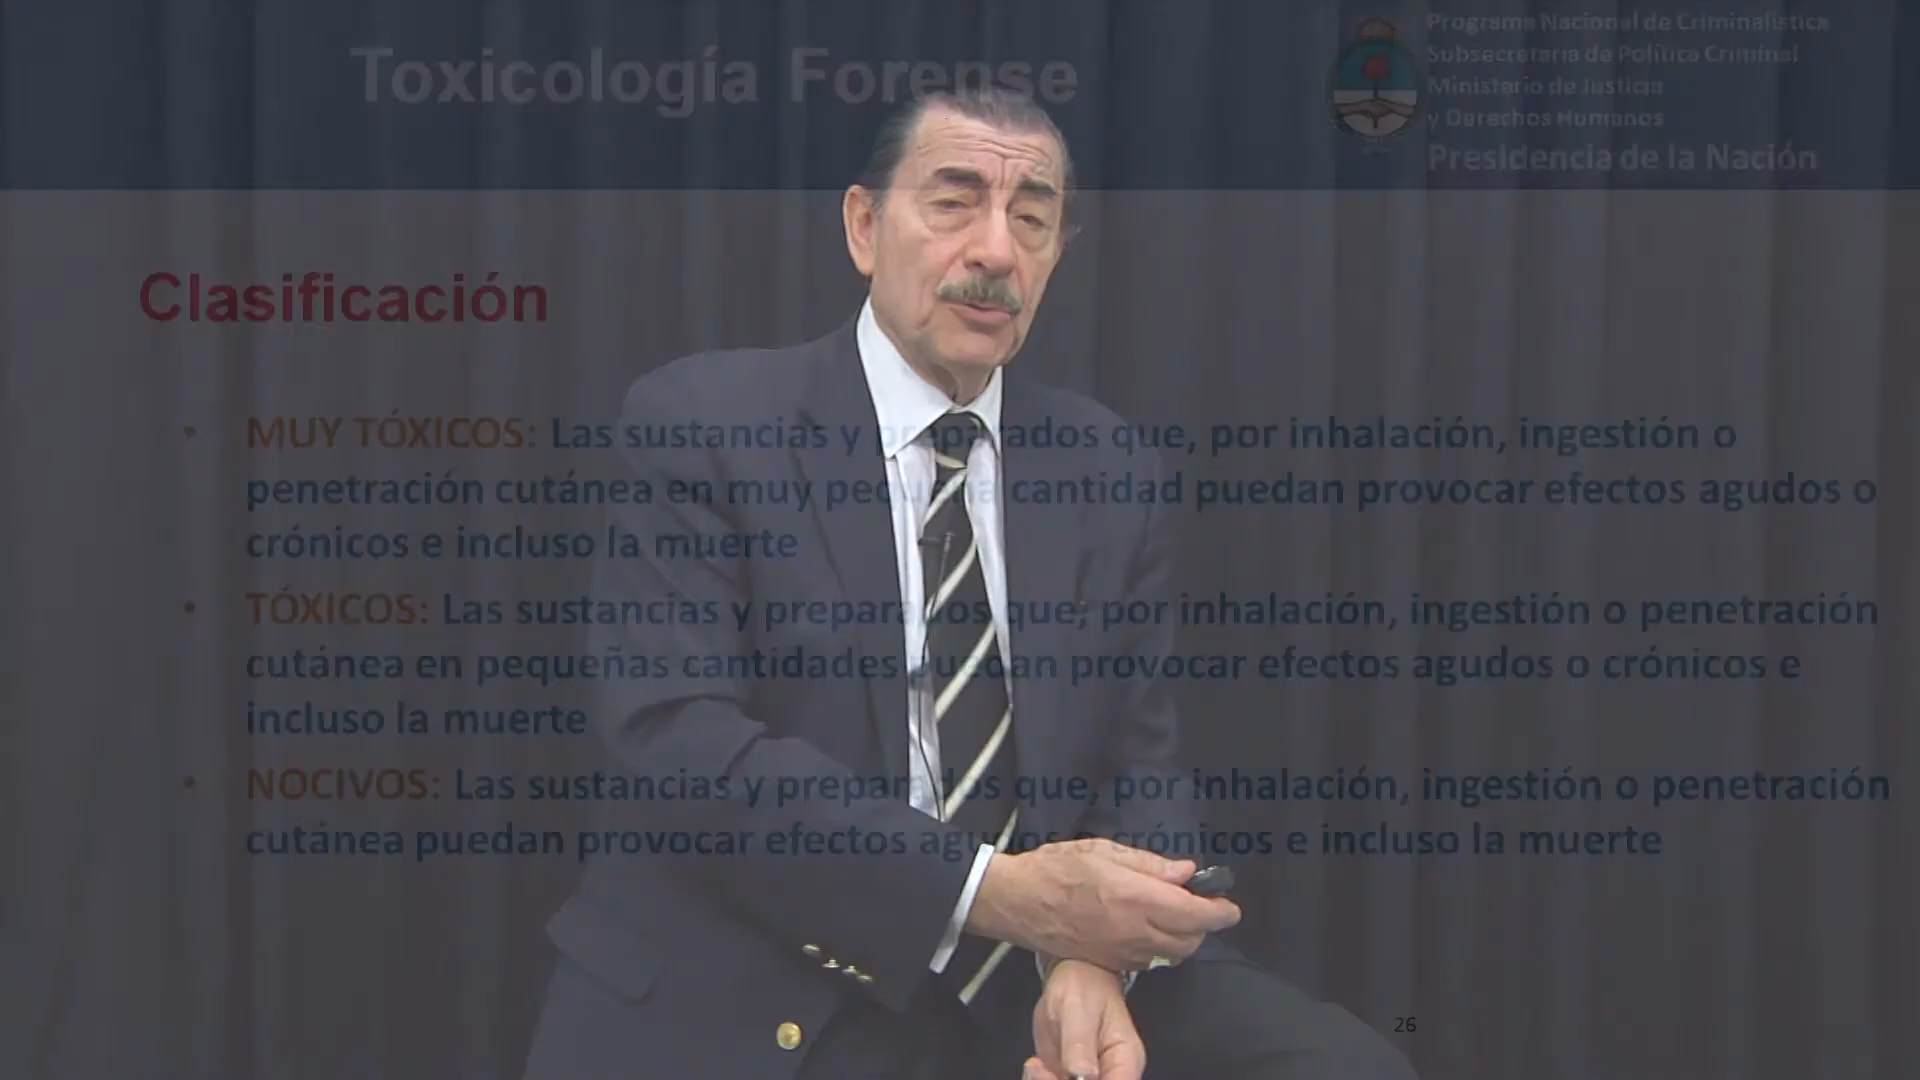 Toxicología Forense
Programa Nacional de Criminalística
Subsecretaria de Política Criminal
Ministerio de Justicia
y Derechos Humanos
Presidencia de la Nación
Clasificación
• MUY TÓXICOS: Las sustancias y preparados que, por inhalación, ingestión o
penetración cutánea en muy pequeña cantidad puedan provocar efectos agudos o
crónicos e incluso la muerte
• TÓXICOS: Las sustancias y preparados que, por inhalación, ingestión o penetración
cutánea en pequeñas cantidades puedan provocar efectos agudos o crónicos e
incluso la muerte
• NOCIVOS: Las sustancias y preparados que, por inhalación, ingestión o penetración
cutánea puedan provocar efectos agudos o crónicos e incluso la muerte
26